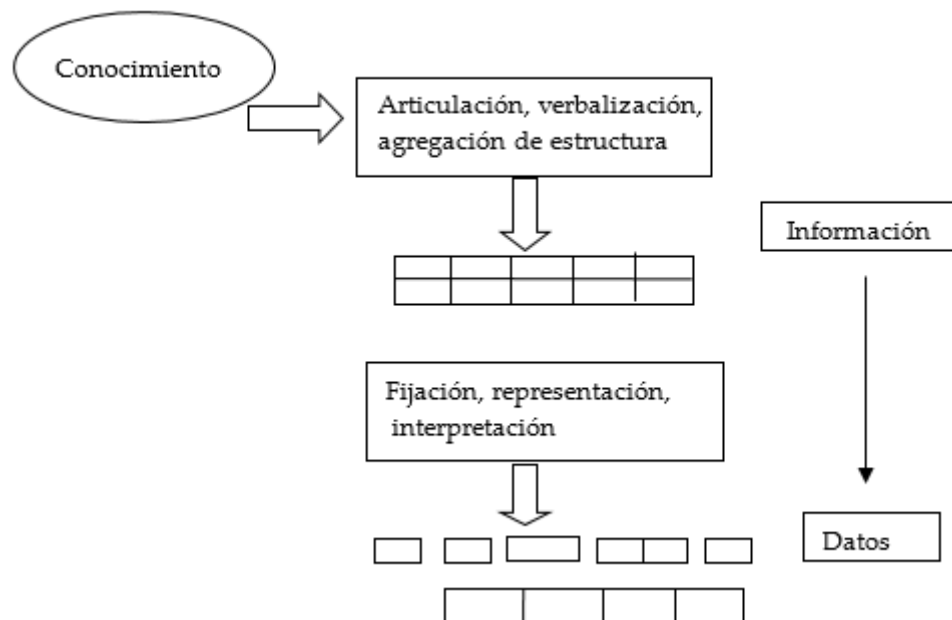 Conocimiento
Articulación, verbalización,
agregación de estructura
Información
Fijación, representación,
interpretación
Datos